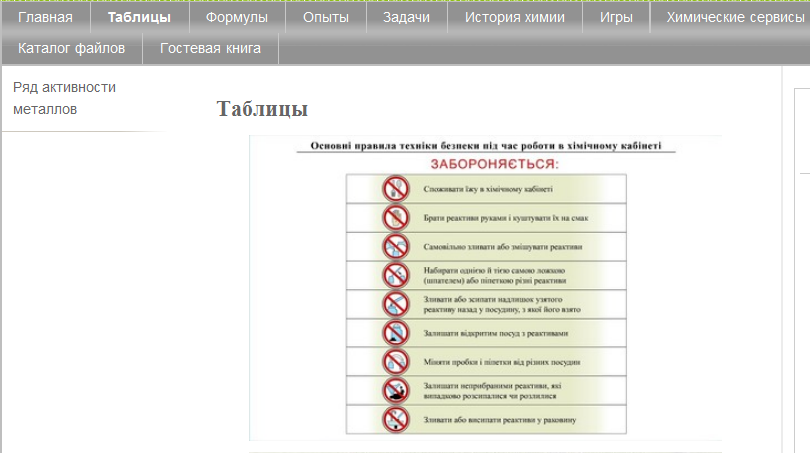 Главная Таблицы Формулы Опыты Задачи История химии Игры Химические сервисы
Каталог файлов Гостевая книга
Ряд активности
металлов
Таблицы
Основні правила техніки безпеки під час роботи в хімічному кабінеті
ЗАБОРОНЯЄТЬСЯ:
Споживати їжу в хімічному кабінеті
Брати реактиви руками і куштувати їх на смак
Самовільно зливати або змішувати реактиви
Набирати однією й тією самою ложкою
(шпателем) або піпеткою різні реактиви
Зливати або зсипати надлишок узятого
реактиву назад у посудину, з якої його взято
Залишати відкритим посуд з реактивами
Міняти пробки і піпетки від різних посудин
Залишати неприбраними реактиви, які
випадково розсипалися чи розлилися
Зливати або висипати реактиви у раковину